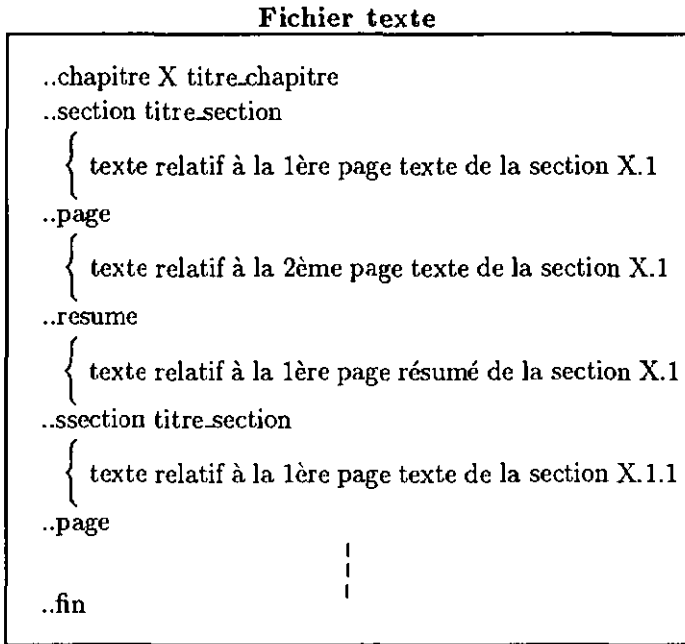 Fichier texte
..chapitre X titre_chapitre
..section titre_section
texte relatif à la 1ère page texte de la section X.1
..page
texte relatif à la 2ème page texte de la section X.1
..resume
texte relatif à la 1ère page résumé de la section X.1
..ssection titre_section
texte relatif à la 1ère page texte de la section X.1.1
..page
..fin